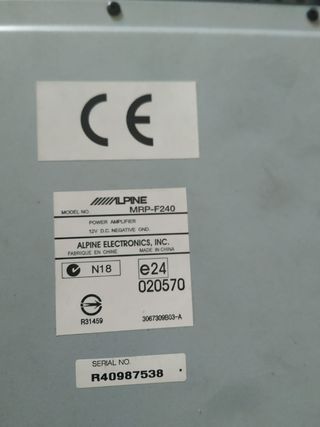 CE
ALPINE
MODEL NO. MRP-F240
POWER AMPLIFIER
12V D.C. NEGATIVE GND.
ALPINE ELECTRONICS, INC.
FABRIQUE EN CHINE MADE IN CHINA
N18 e24
020570
R31459 3067309B03-A
SERIAL NO.
R40987538